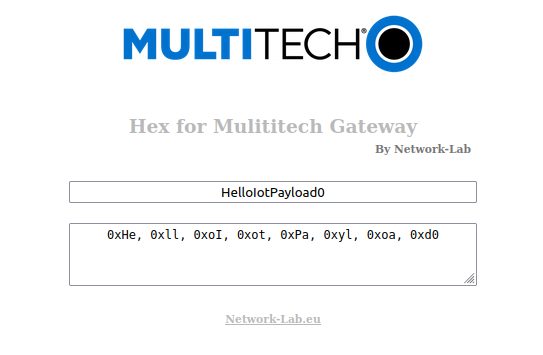 MULTITECH®
Hex for Mulititech Gateway
By Network-Lab
HelloIotPayload0
0xHe, 0xll, 0xoI, 0xot, 0xPa, 0xyl, 0xoa, 0xd0
Network-Lab.eu